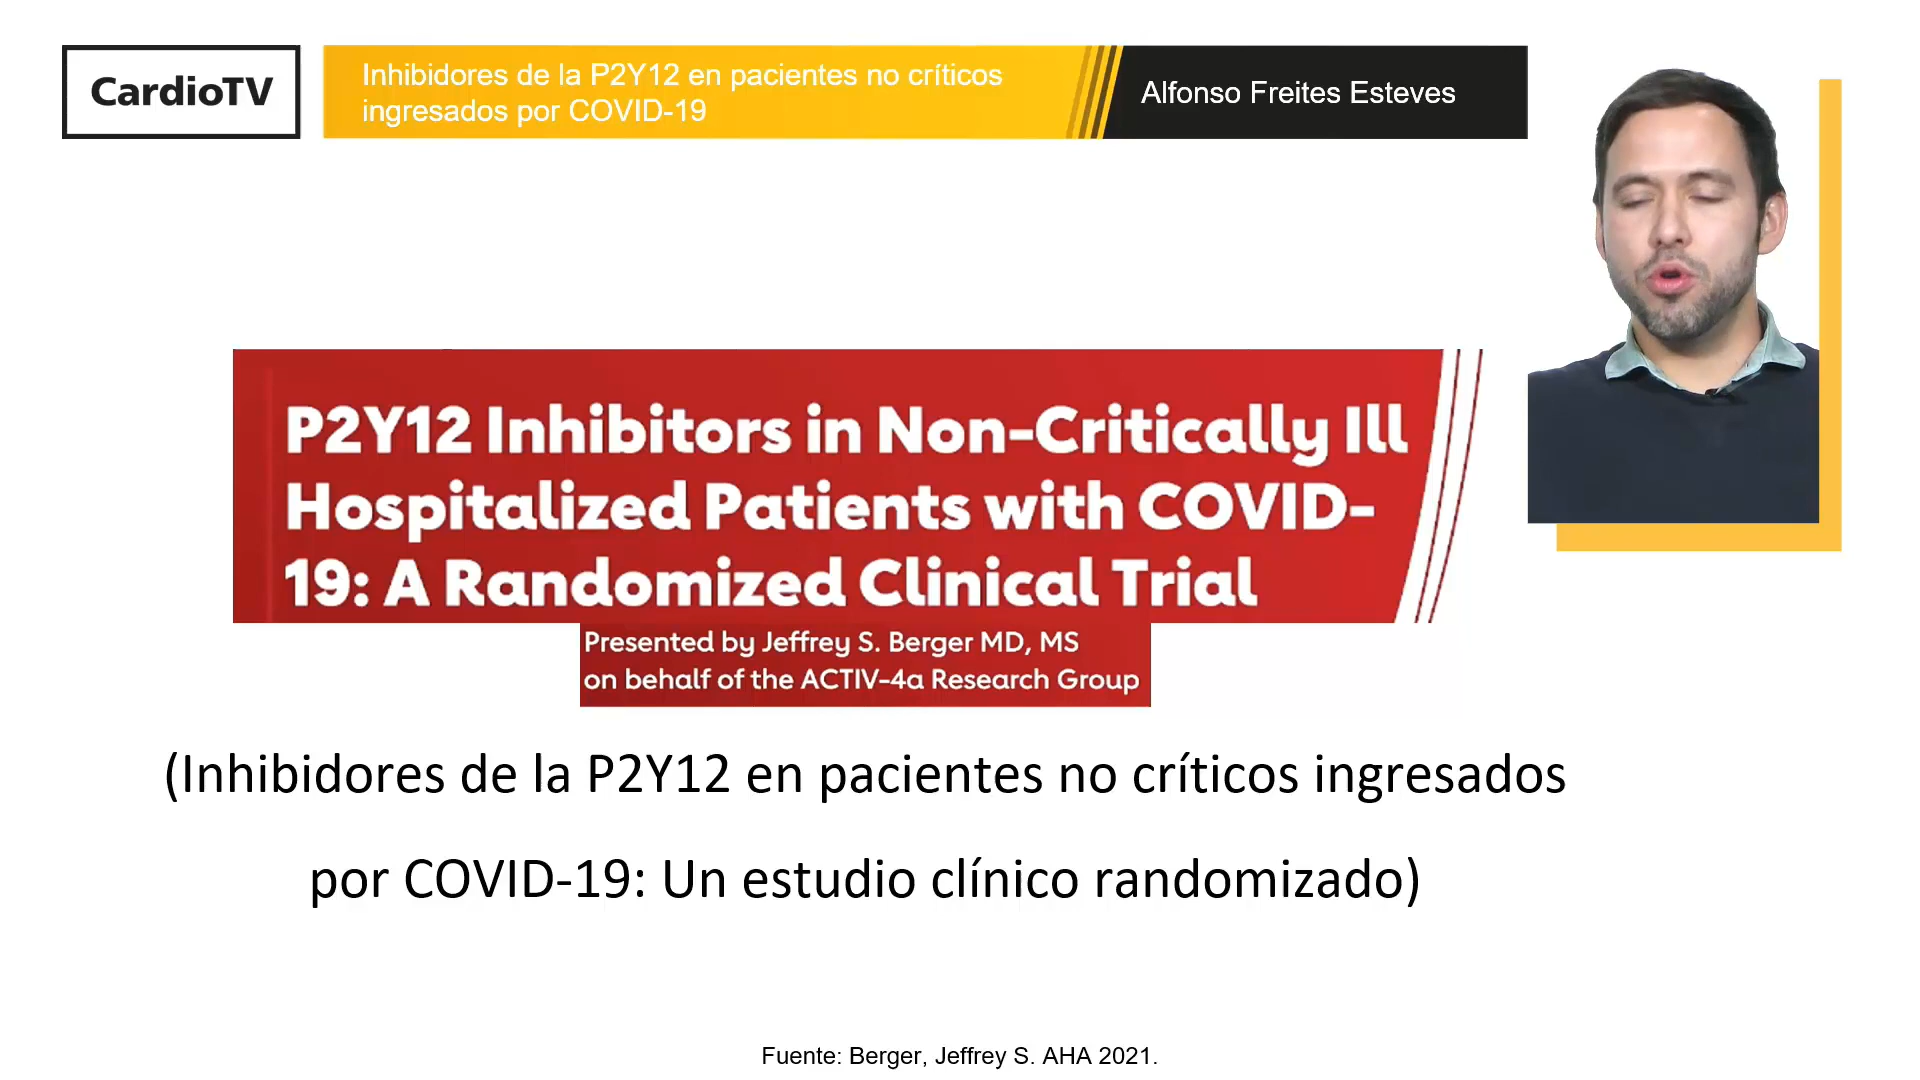 CardioTV
Inhibidores de la P2Y12 en pacientes no críticos
ingresados por COVID-19
Alfonso Freites Esteves
P2Y12 Inhibitors in Non-Critically Ill
Hospitalized Patients with COVID-
19: A Randomized Clinical Trial
Presented by Jeffrey S. Berger MD, MS
on behalf of the ACTIV-4a Research Group
(Inhibidores de la P2Y12 en pacientes no críticos ingresados
por COVID-19: Un estudio clínico randomizado)
Fuente: Berger, Jeffrey S. AHA 2021.